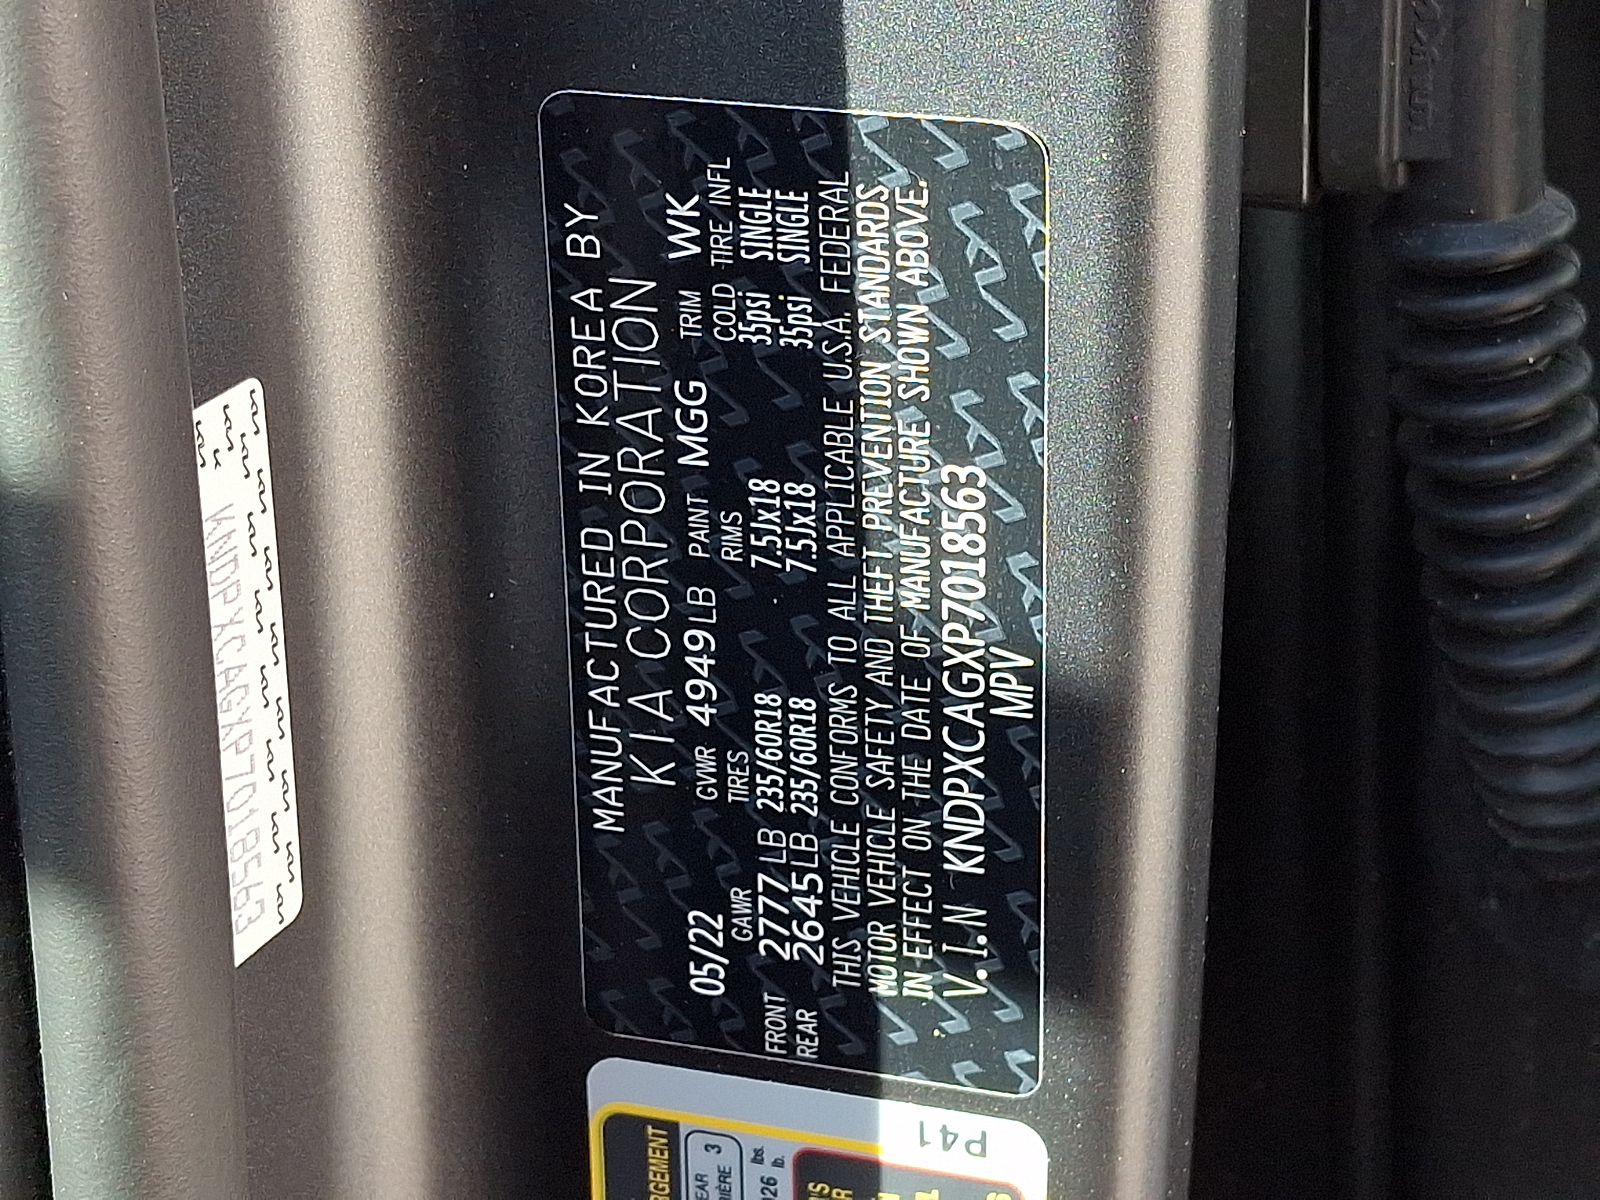 MANUFACTURED IN KOREA BY
KIA CORPORATION
05/22 GVWR 4949LB PAINT MGG TRIM WK
GAWR TIRES RIMS COLD TIRE INFL
FRONT 2777LB 235/60R18 7.5Jx18 35psi SINGLE
REAR 2645LB 235/60R18 7.5Jx18 35psi SINGLE
THIS VEHICLE CONFORMS TO ALL APPLICABLE U.S.A. FEDERAL
MOTOR VEHICLE SAFETY AND THEFT PREVENTION STANDARDS
IN EFFECT ON THE DATE OF MANUFACTURE SHOWN ABOVE.
V.I.N KNDPXCAGXP7018563
MPV
KNDPXCAGXP7018563
P41
3
lbs.
lb.